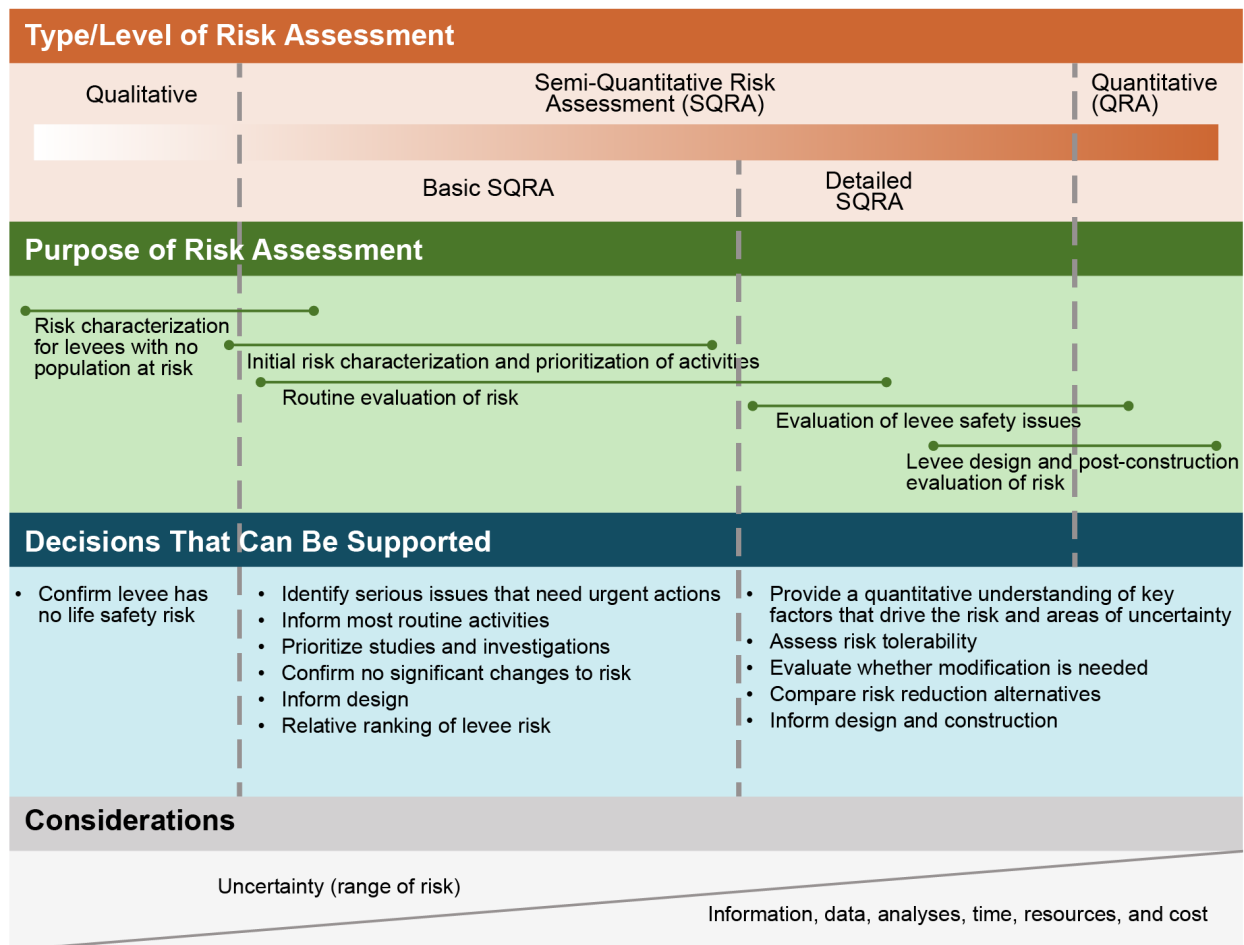 Type/Level of Risk Assessment
Qualitative
Semi-Quantitative Risk
Assessment (SQRA)
Quantitative
(QRA)
Basic SQRA
Detailed
SQRA
Purpose of Risk Assessment
Risk characterization
for levees with no
population at risk
Initial risk characterization and prioritization of activities
Routine evaluation of risk
Evaluation of levee safety issues
Levee design and post-construction
evaluation of risk
Decisions That Can Be Supported
• Confirm levee has
no life safety risk
• Identify serious issues that need urgent actions
• Inform most routine activities
• Prioritize studies and investigations
• Confirm no significant changes to risk
• Inform design
• Relative ranking of levee risk
• Provide a quantitative understanding of key
factors that drive the risk and areas of uncertainty
• Assess risk tolerability
• Evaluate whether modification is needed
• Compare risk reduction alternatives
• Inform design and construction
Considerations
Uncertainty (range of risk)
Information, data, analyses, time, resources, and cost